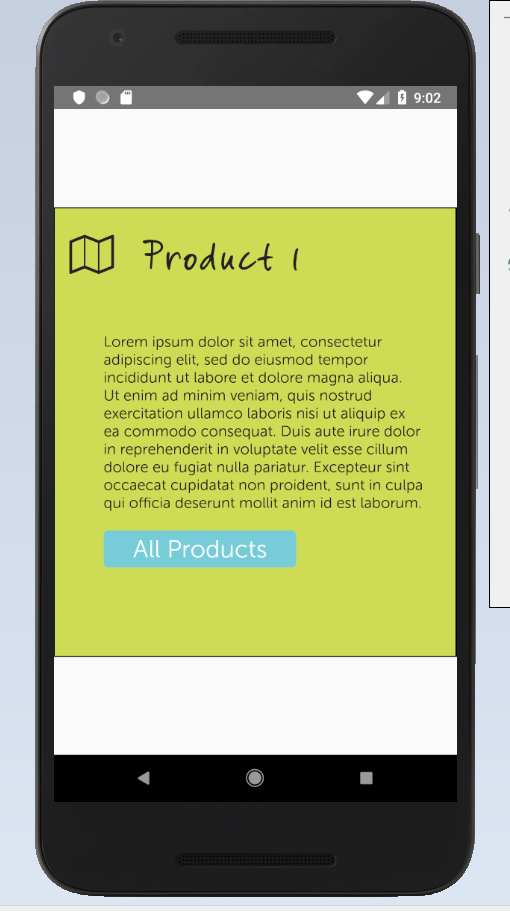 9:02
Product 1
Lorem ipsum dolor sit amet, consectetur
adipiscing elit, sed do eiusmod tempor
incididunt ut labore et dolore magna aliqua.
Ut enim ad minim veniam, quis nostrud
exercitation ullamco laboris nisi ut aliquip ex
ea commodo consequat. Duis aute irure dolor
in reprehenderit in voluptate velit esse cillum
dolore eu fugiat nulla pariatur. Excepteur sint
occaecat cupidatat non proident, sunt in culpa
qui officia deserunt mollit anim id est laborum.
All Products